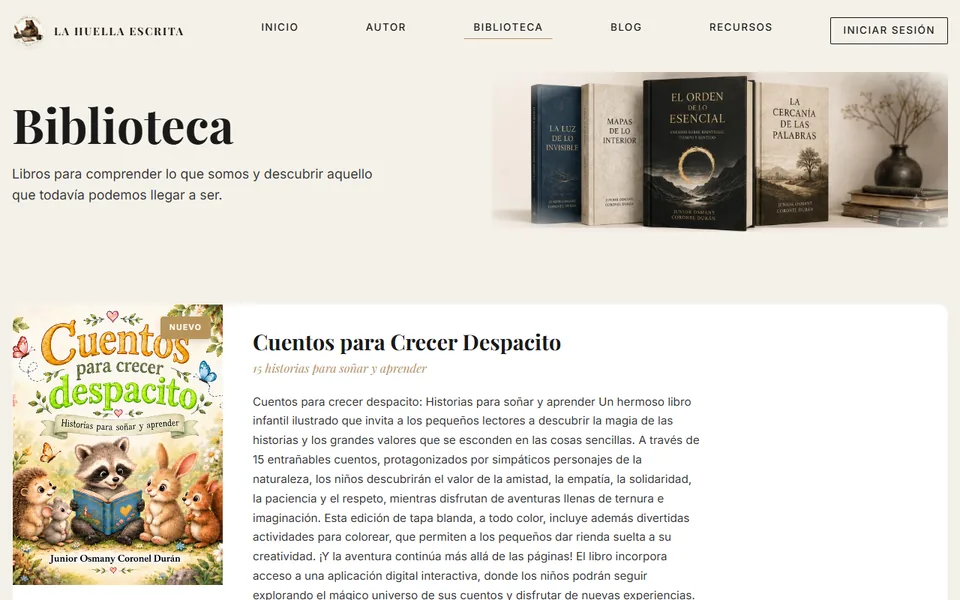 LA HUELLA ESCRITA
INICIO
AUTOR
BIBLIOTECA
BLOG
RECURSOS
INICIAR SESIÓN
Biblioteca
Libros para comprender lo que somos y descubrir aquello
que todavía podemos llegar a ser.
LA LUZ
DE LO
INVISIBLE
MAPAS
DE LO
INTERIOR
EL ORDEN
DE LO
ESENCIAL
JUNIOR OSMANY
CORONEL DURÁN
LA
CERCANÍA
DE LAS
PALABRAS
NUEVO
Cuentos
para crecer
despacito
Historias para soñar y aprender
Junior Osmany Coronel Durán
Cuentos para Crecer Despacito
15 historias para soñar y aprender
Cuentos para crecer despacito: Historias para soñar y aprender Un hermoso libro
infantil ilustrado que invita a los pequeños lectores a descubrir la magia de las
historias y los grandes valores que se esconden en las cosas sencillas. A través de
15 entrañables cuentos, protagonizados por simpáticos personajes de la
naturaleza, los niños descubrirán el valor de la amistad, la empatía, la solidaridad,
la paciencia y el respeto, mientras disfrutan de aventuras llenas de ternura e
imaginación. Esta edición de tapa blanda, a todo color, incluye además divertidas
actividades para colorear, que permiten a los pequeños dar rienda suelta a su
creatividad. ¡Y la aventura continúa más allá de las páginas! El libro incorpora
acceso a una aplicación digital interactiva, donde los niños podrán seguir
explorando el mágico universo de sus cuentos y disfrutar de nuevas experiencias.